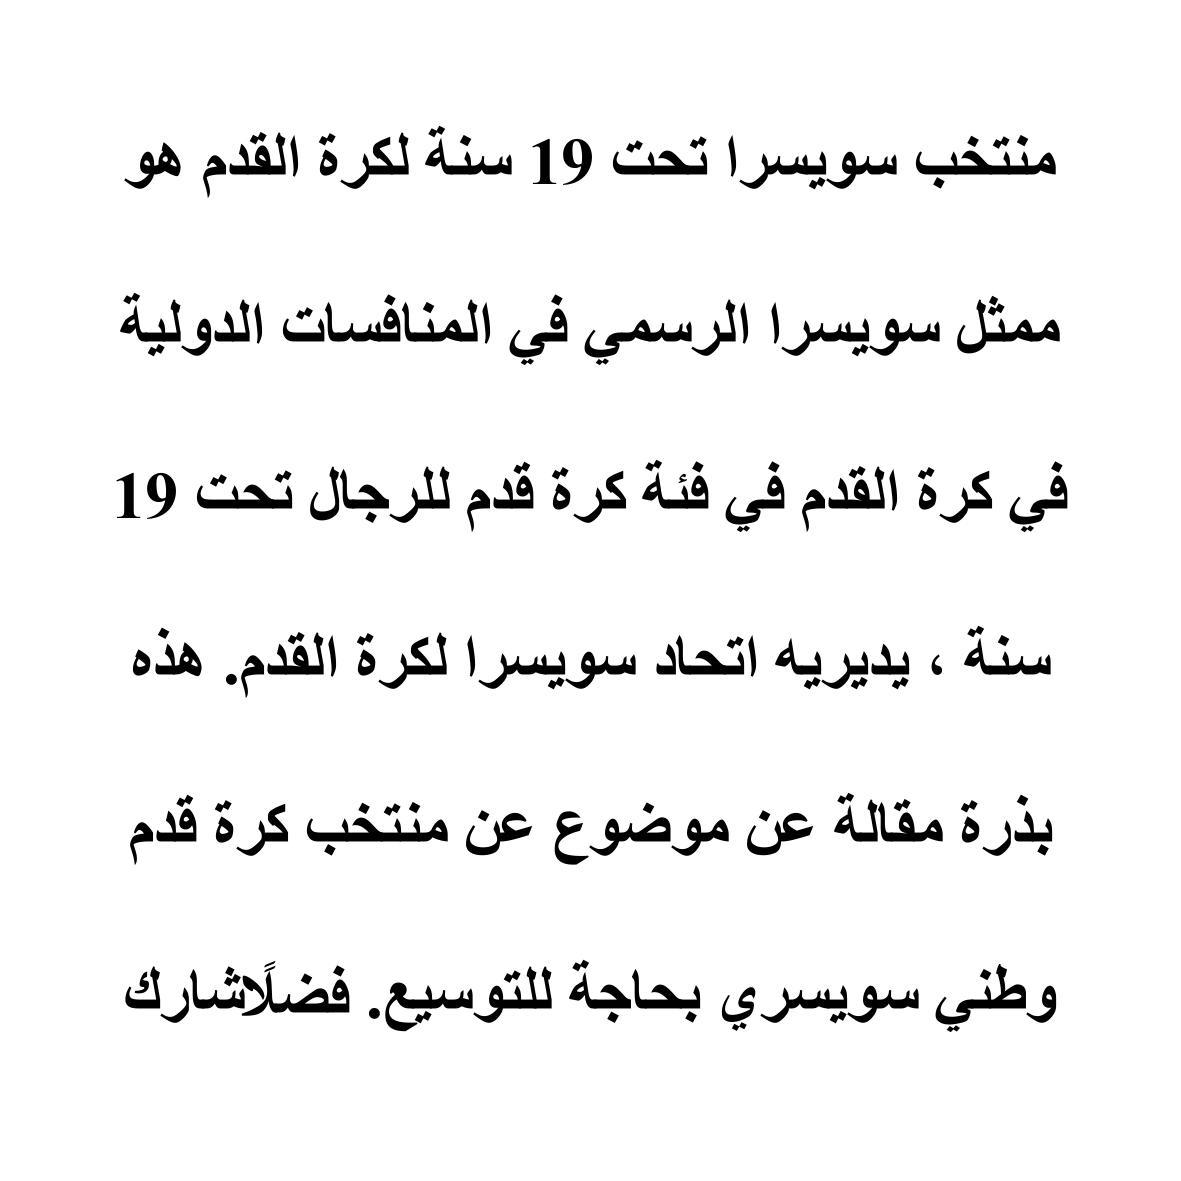 منتخب سويسرا تحت 19 سنة لكرة القدم هو
ممثل سويسرا الرسمي في المنافسات الدولية
في كرة القدم في فئة كرة قدم للرجال تحت 19
سنة ، يديريه اتحاد سويسرا لكرة القدم. هذه
بذرة مقالة عن موضوع عن منتخب كرة قدم
وطني سويسري بحاجة للتوسيع. فضلًاشارك